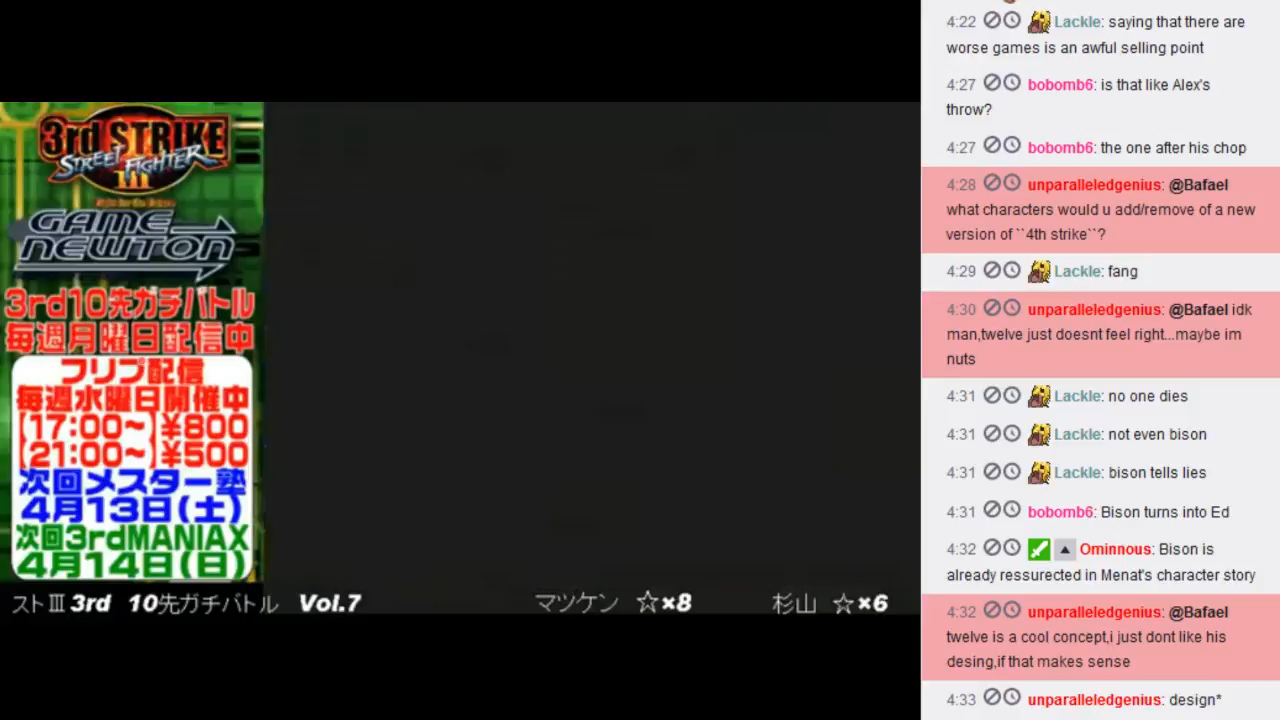 3rd STRIKE
STREET FIGHTER
III
GAME
NEWTON
3rd10先ガチバトル
毎週月曜日配信中
フリプ配信
毎週水曜日開催中
(17:00~)¥800
(21:00~)¥500
次回メスター塾
4月13日(土)
次回3rdMANIAX
4月14日(日)
ストIII 3rd 10先ガチバトル Vol.7 マツケン ☆×8 杉山 ☆×6
4:22 Lackle: saying that there are
worse games is an awful selling point
4:27 bobomb6: is that like Alex's
throw?
4:27 bobomb6: the one after his chop
4:28 unparalleledgenius: @Bafael
what characters would u add/remove of a new
version of ``4th strike``?
4:29 Lackle: fang
4:30 unparalleledgenius: @Bafael idk
man,twelve just doesnt feel right...maybe im
nuts
4:31 Lackle: no one dies
4:31 Lackle: not even bison
4:31 Lackle: bison tells lies
4:31 bobomb6: Bison turns into Ed
4:32 Ominnous: Bison is
already ressurected in Menat's character story
4:32 unparalleledgenius: @Bafael
twelve is a cool concept,i just dont like his
desing,if that makes sense
4:33 unparalleledgenius: design*